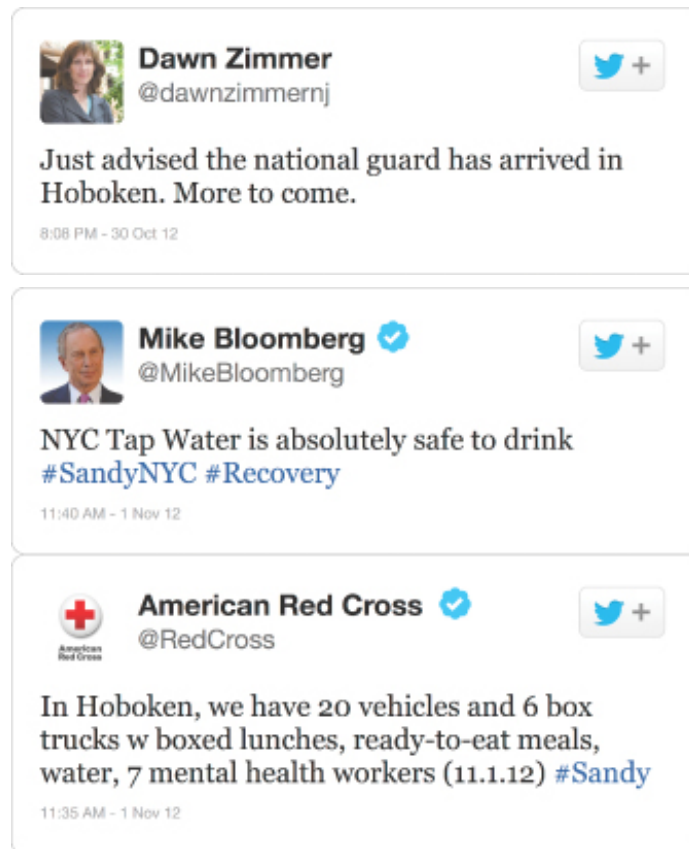 Dawn Zimmer
@dawnzimmernj
Just advised the national guard has arrived in
Hoboken. More to come.
8:08 PM - 30 Oct 12
Mike Bloomberg
@MikeBloomberg
NYC Tap Water is absolutely safe to drink
#SandyNYC #Recovery
11:40 AM - 1 Nov 12
American Red Cross
@RedCross
American
Red Cross
In Hoboken, we have 20 vehicles and 6 box
trucks w boxed lunches, ready-to-eat meals,
water, 7 mental health workers (11.1.12) #Sandy
11:35 AM - 1 Nov 12